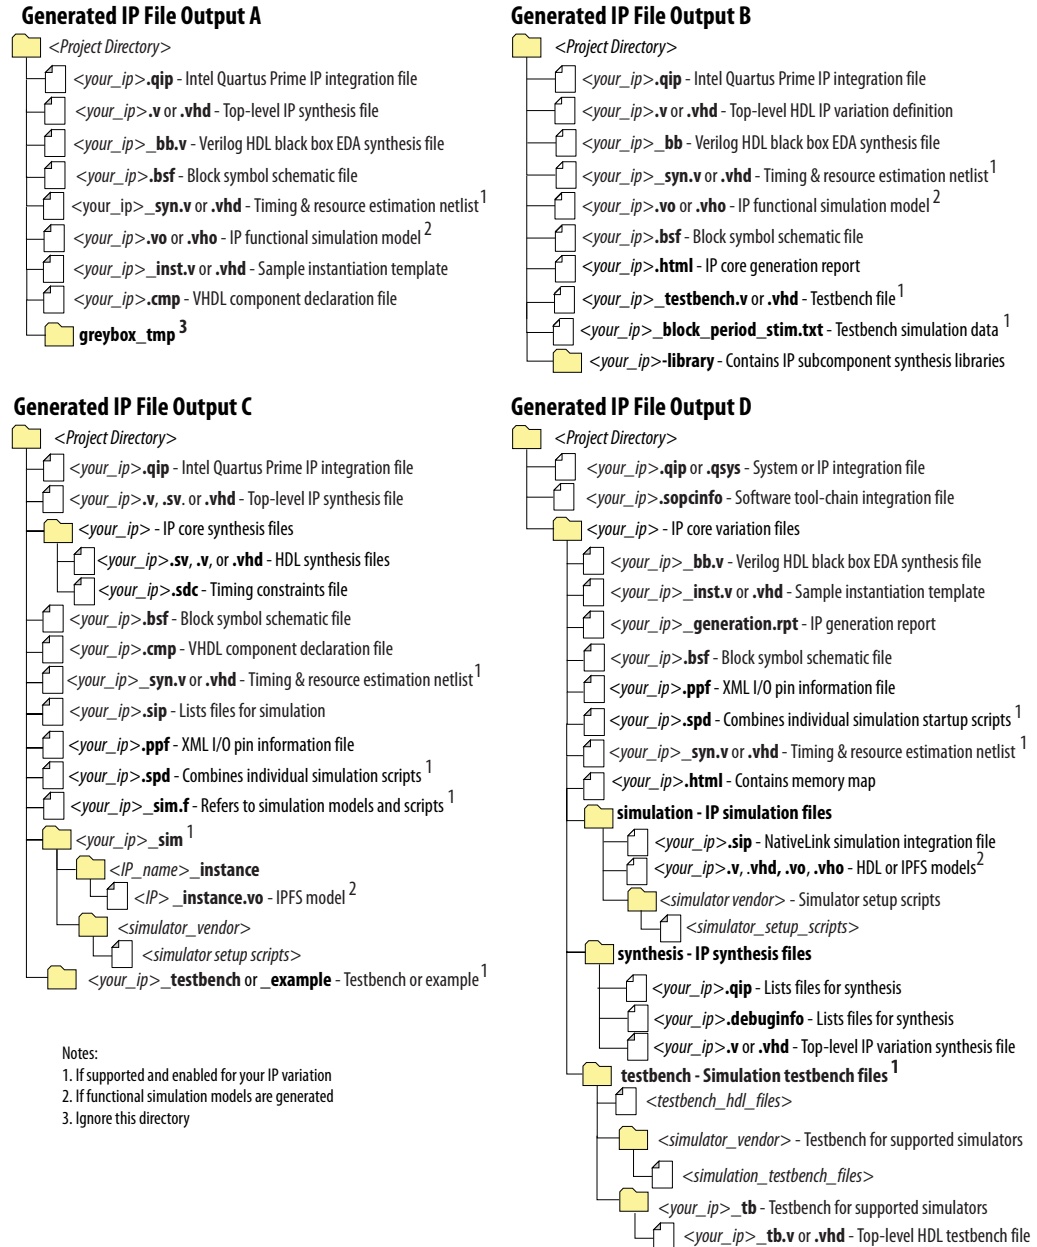 Generated IP File Output A
<Project Directory>
<your_ip>.qip - Intel Quartus Prime IP integration file
<your_ip>.v or .vhd - Top-level IP synthesis file
<your_ip>_bb.v - Verilog HDL black box EDA synthesis file
<your_ip>.bsf - Block symbol schematic file
<your_ip>_syn.v or .vhd - Timing & resource estimation netlist 1
<your_ip>.vo or .vho - IP functional simulation model 2
<your_ip>_inst.v or .vhd - Sample instantiation template
<your_ip>.cmp - VHDL component declaration file
greybox_tmp 3
Generated IP File Output B
<Project Directory>
<your_ip>.qip - Intel Quartus Prime IP integration file
<your_ip>.v or .vhd - Top-level HDL IP variation definition
<your_ip>_bb - Verilog HDL black box EDA synthesis file
<your_ip>_syn.v or .vhd - Timing & resource estimation netlist 1
<your_ip>.vo or .vho - IP functional simulation model 2
<your_ip>.bsf - Block symbol schematic file
<your_ip>.html - IP core generation report
<your_ip>_testbench.v or .vhd - Testbench file 1
<your_ip>_block_period_stim.txt - Testbench simulation data 1
<your_ip>-library - Contains IP subcomponent synthesis libraries
Generated IP File Output C
<Project Directory>
<your_ip>.qip - Intel Quartus Prime IP integration file
<your_ip>.v, .sv. or .vhd - Top-level IP synthesis file
<your_ip> - IP core synthesis files
<your_ip>.sv, .v, or .vhd - HDL synthesis files
<your_ip>.sdc - Timing constraints file
<your_ip>.bsf - Block symbol schematic file
<your_ip>.cmp - VHDL component declaration file
<your_ip>_syn.v or .vhd - Timing & resource estimation netlist 1
<your_ip>.sip - Lists files for simulation
<your_ip>.ppf - XML I/O pin information file
<your_ip>.spd - Combines individual simulation scripts 1
<your_ip>_sim.f - Refers to simulation models and scripts 1
<your_ip>_sim 1
<IP_name>_instance
<IP> _instance.vo - IPFS model 2
<simulator_vendor>
<simulator setup scripts>
<your_ip>_testbench or _example - Testbench or example 1
Notes:
1. If supported and enabled for your IP variation
2. If functional simulation models are generated
3. Ignore this directory
Generated IP File Output D
<Project Directory>
<your_ip>.qip or .qsys - System or IP integration file
<your_ip>.sopcinfo - Software tool-chain integration file
<your_ip> - IP core variation files
<your_ip>_bb.v - Verilog HDL black box EDA synthesis file
<your_ip>_inst.v or .vhd - Sample instantiation template
<your_ip>_generation.rpt - IP generation report
<your_ip>.bsf - Block symbol schematic file
<your_ip>.ppf - XML I/O pin information file
<your_ip>.spd - Combines individual simulation startup scripts 1
<your_ip>_syn.v or .vhd - Timing & resource estimation netlist 1
<your_ip>.html - Contains memory map
simulation - IP simulation files
<your_ip>.sip - NativeLink simulation integration file
<your_ip>.v, .vhd, .vo, .vho - HDL or IPFS models 2
<simulator vendor> - Simulator setup scripts
<simulator_setup_scripts>
synthesis - IP synthesis files
<your_ip>.qip - Lists files for synthesis
<your_ip>.debuginfo - Lists files for synthesis
<your_ip>.v or .vhd - Top-level IP variation synthesis file
testbench - Simulation testbench files 1
<testbench_hdl_files>
<simulator_vendor> - Testbench for supported simulators
<simulation_testbench_files>
<your_ip>_tb - Testbench for supported simulators
<your_ip>_tb.v or .vhd - Top-level HDL testbench file